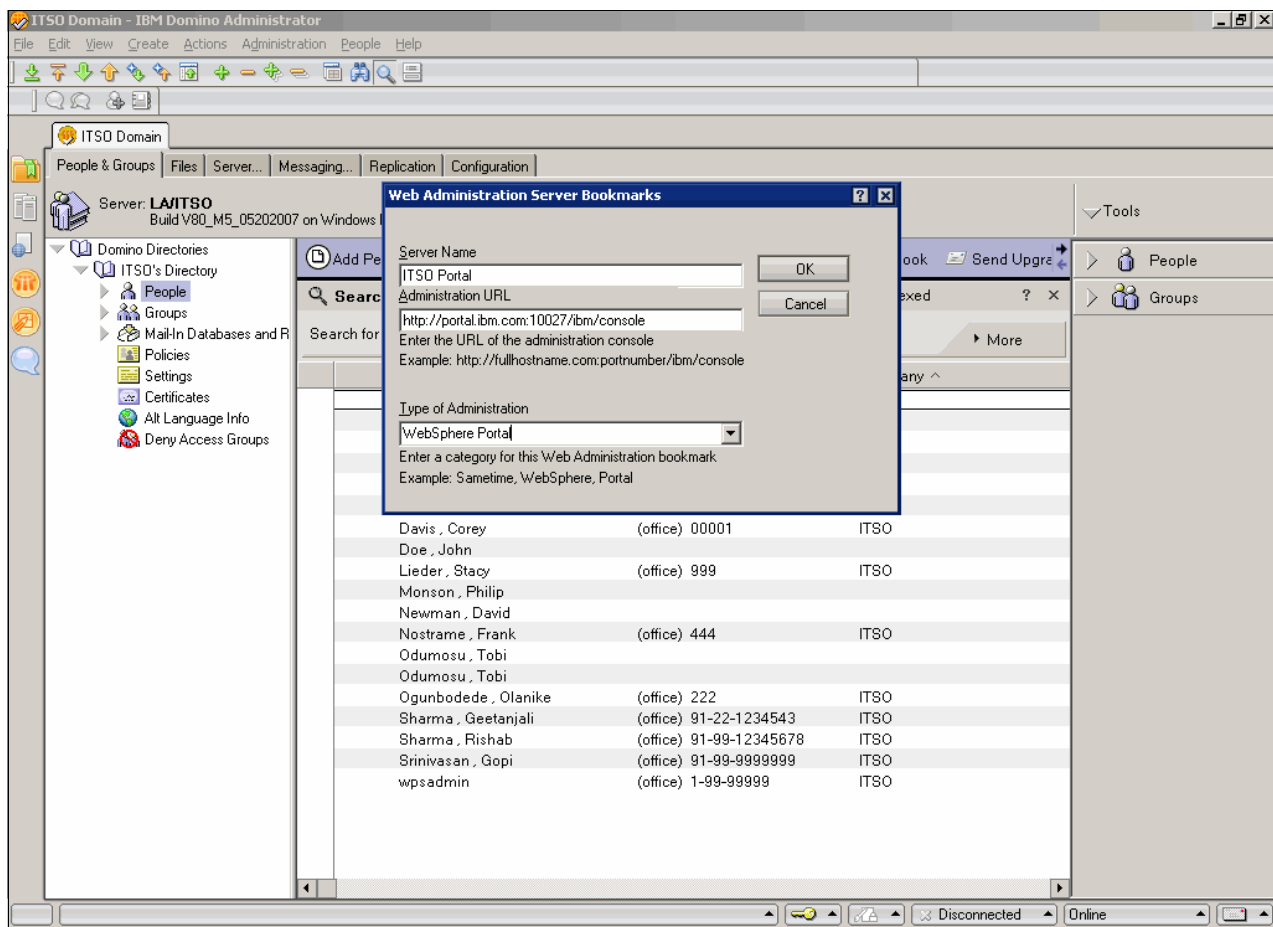 ITSO Domain - IBM Domino Administrator
File Edit View Create Actions Administration People Help
ITSO Domain
People & Groups Files Server... Messaging... Replication Configuration
Server: LA/ITSO
Build V80_M5_05202007 on Windows
Tools
Domino Directories
ITSO's Directory
People
Groups
Mail-In Databases and R
Policies
Settings
Certificates
Alt Language Info
Deny Access Groups
Add Pe
ook Send Upgra
Searc
exed ? ×
Search for
More
any ^
Web Administration Server Bookmarks
Server Name
ITSO Portal
OK
Administration URL
Cancel
http://portal.ibm.com:10027/ibm/console
Enter the URL of the administration console
Example: http://fullhostname.com:portnumber/ibm/console
Type of Administration
WebSphere Portal
Enter a category for this Web Administration bookmark
Example: Sametime, WebSphere, Portal
Davis , Corey (office) 00001 ITSO
Doe , John
Lieder , Stacy (office) 999 ITSO
Monson , Philip
Newman , David
Nostrame , Frank (office) 444 ITSO
Odumosu , Tobi
Odumosu , Tobi
Ogunbodede , Olanike (office) 222 ITSO
Sharma , Geetanjali (office) 91-22-1234543 ITSO
Sharma , Rishab (office) 91-99-12345678 ITSO
Srinivasan , Gopi (office) 91-99-9999999 ITSO
wpsadmin (office) 1-99-99999 ITSO
People
Groups
Disconnected Online